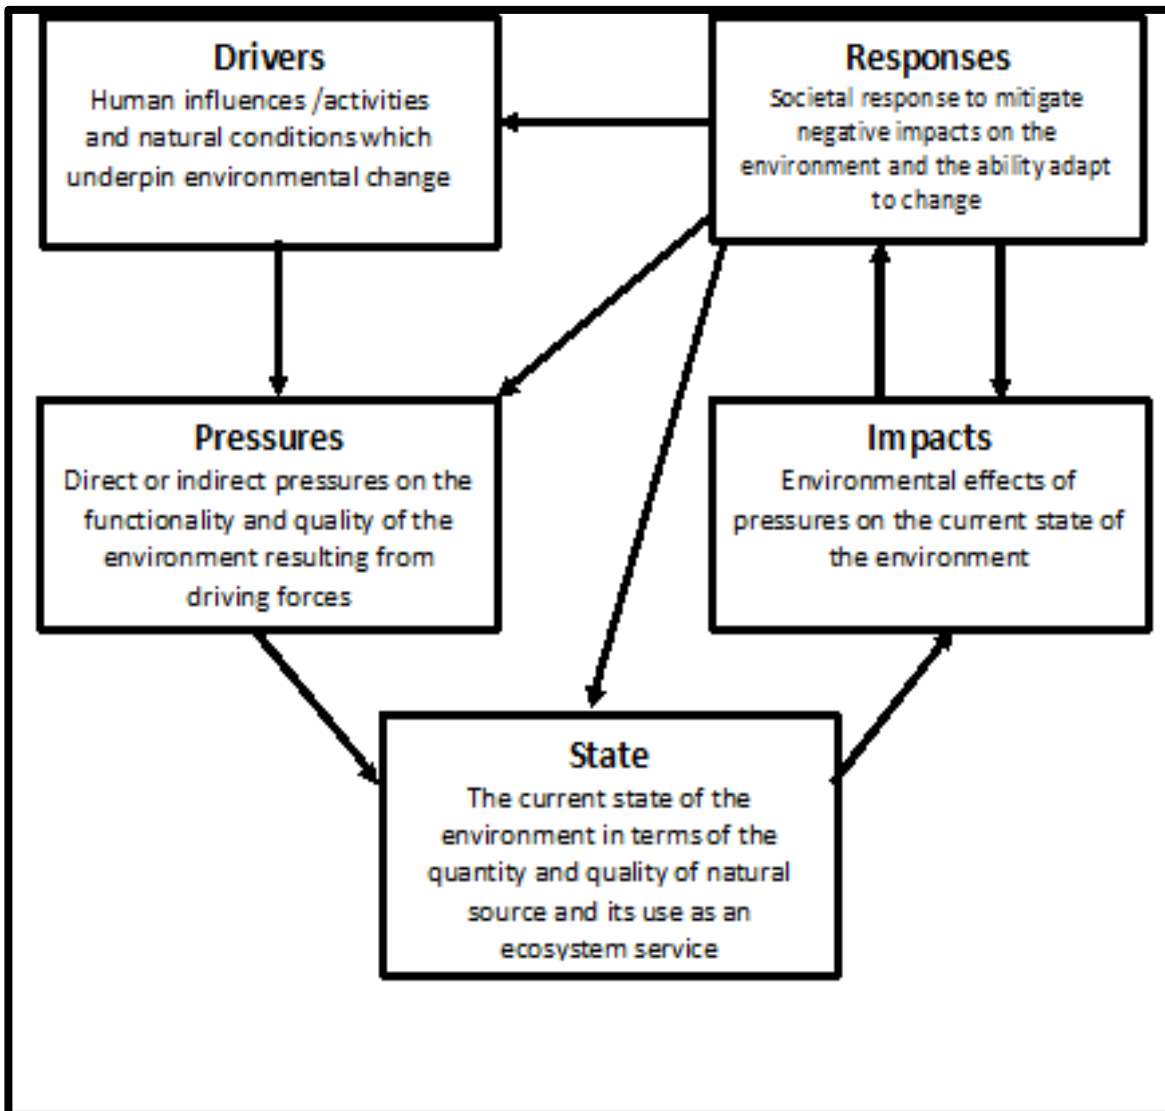 Drivers
Human influences /activities
and natural conditions which
underpin environmental change
Responses
Societal response to mitigate
negative impacts on the
environment and the ability adapt
to change
Pressures
Direct or indirect pressures on the
functionality and quality of the
environment resulting from
driving forces
Impacts
Environmental effects of
pressures on the current state of
the environment
State
The current state of the
environment in terms of the
quantity and quality of natural
source and its use as an
ecosystem service